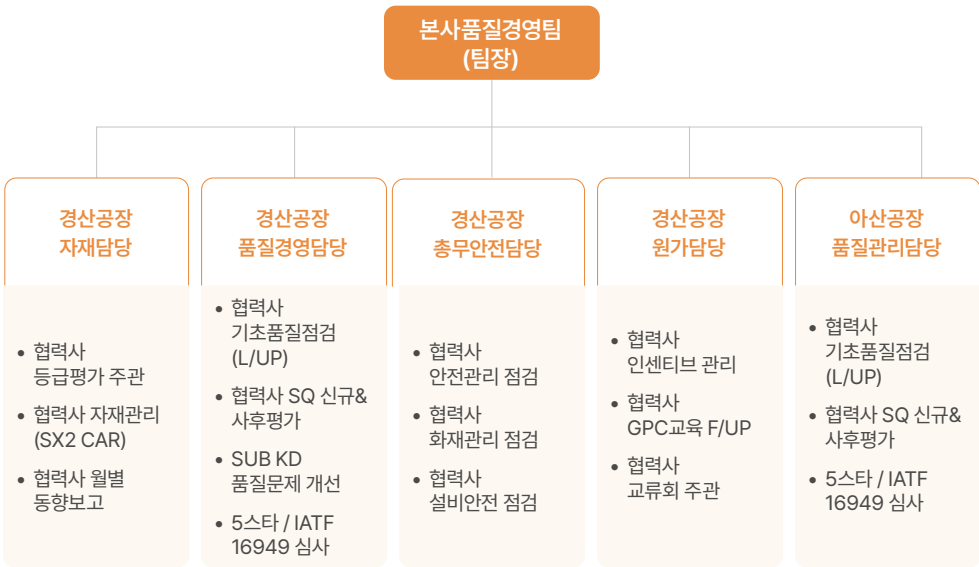 본사품질경영팀
(팀장)
경산공장
자재담당
• 협력사
등급평가 주관
• 협력사 자재관리
(SX2 CAR)
• 협력사 월별
동향보고
경산공장
품질경영담당
• 협력사
기초품질점검
(L/UP)
• 협력사 SQ 신규&
사후평가
• SUB KD
품질문제 개선
• 5스타 / IATF
16949 심사
경산공장
총무안전담당
• 협력사
안전관리 점검
• 협력사
화재관리 점검
• 협력사
설비안전 점검
경산공장
원가담당
• 협력사
인센티브 관리
• 협력사
GPC교육 F/UP
• 협력사
교류회 주관
아산공장
품질관리담당
• 협력사
기초품질점검
(L/UP)
• 협력사 SQ 신규&
사후평가
• 5스타 / IATF
16949 심사